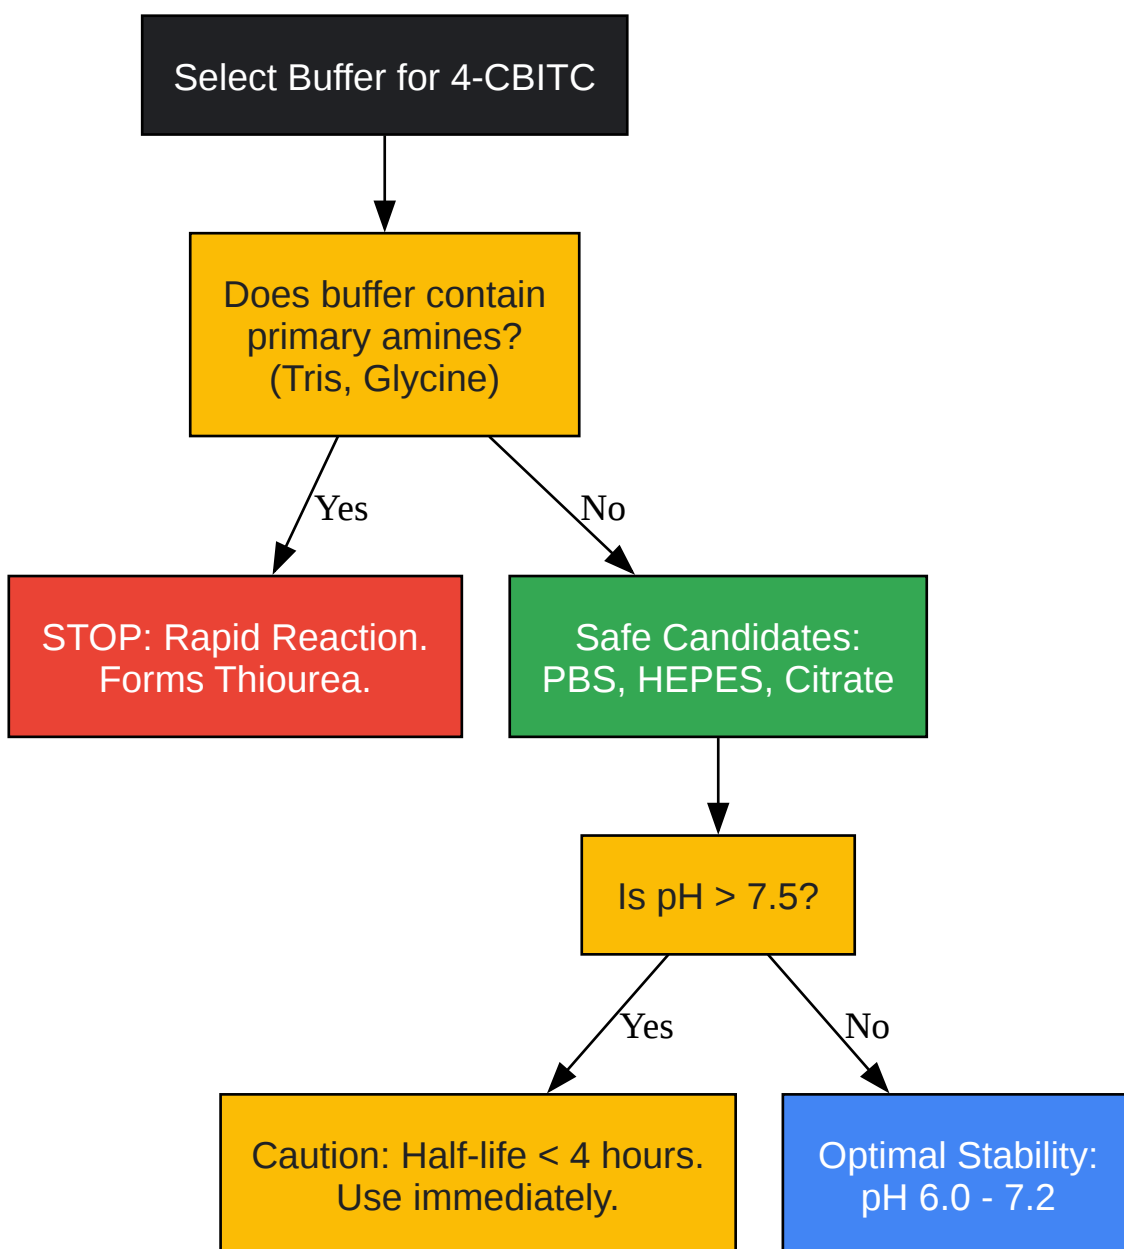 Select Buffer for 4-CBITC
Does buffer contain
primary amines?
(Tris, Glycine)
Yes
No
STOP: Rapid Reaction.
Forms Thiourea.
Safe Candidates:
PBS, HEPES, Citrate
Is pH > 7.5?
Yes
No
Caution: Half-life < 4 hours.
Use immediately.
Optimal Stability:
pH 6.0 - 7.2